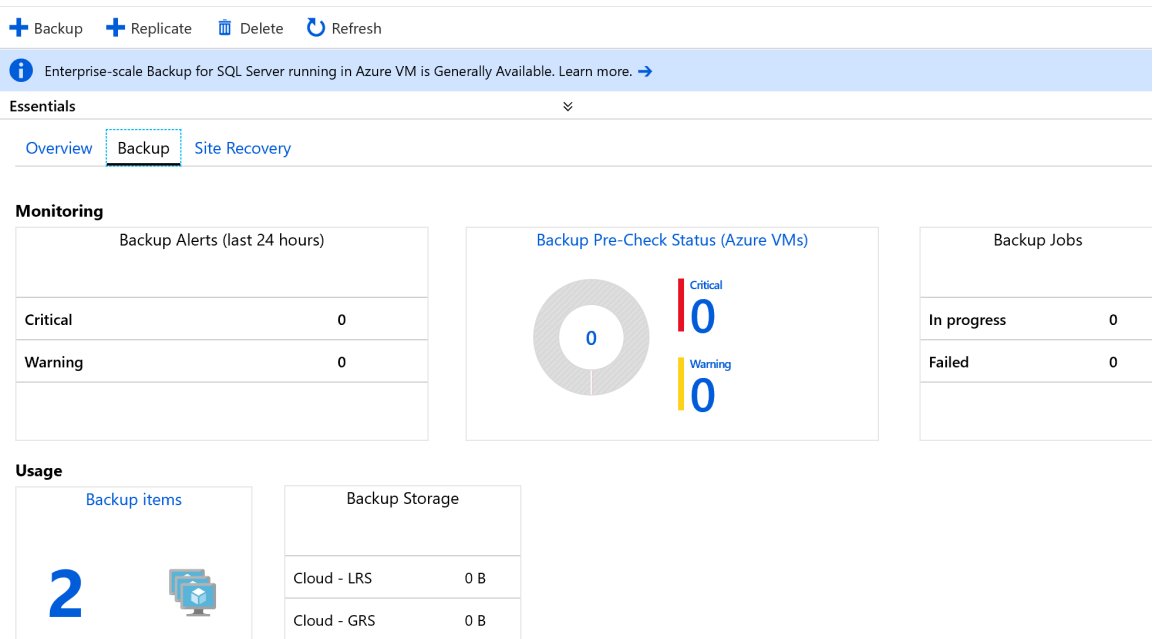 Backup Replicate Delete Refresh
Enterprise-scale Backup for SQL Server running in Azure VM is Generally Available. Learn more.
Essentials
Overview Backup Site Recovery
Monitoring
Backup Alerts (last 24 hours)
Critical 0
Warning 0
Backup Pre-Check Status (Azure VMs)
0
Critical
0
Warning
0
Backup Jobs
In progress 0
Failed 0
Usage
Backup items
2
Backup Storage
Cloud - LRS 0 B
Cloud - GRS 0 B